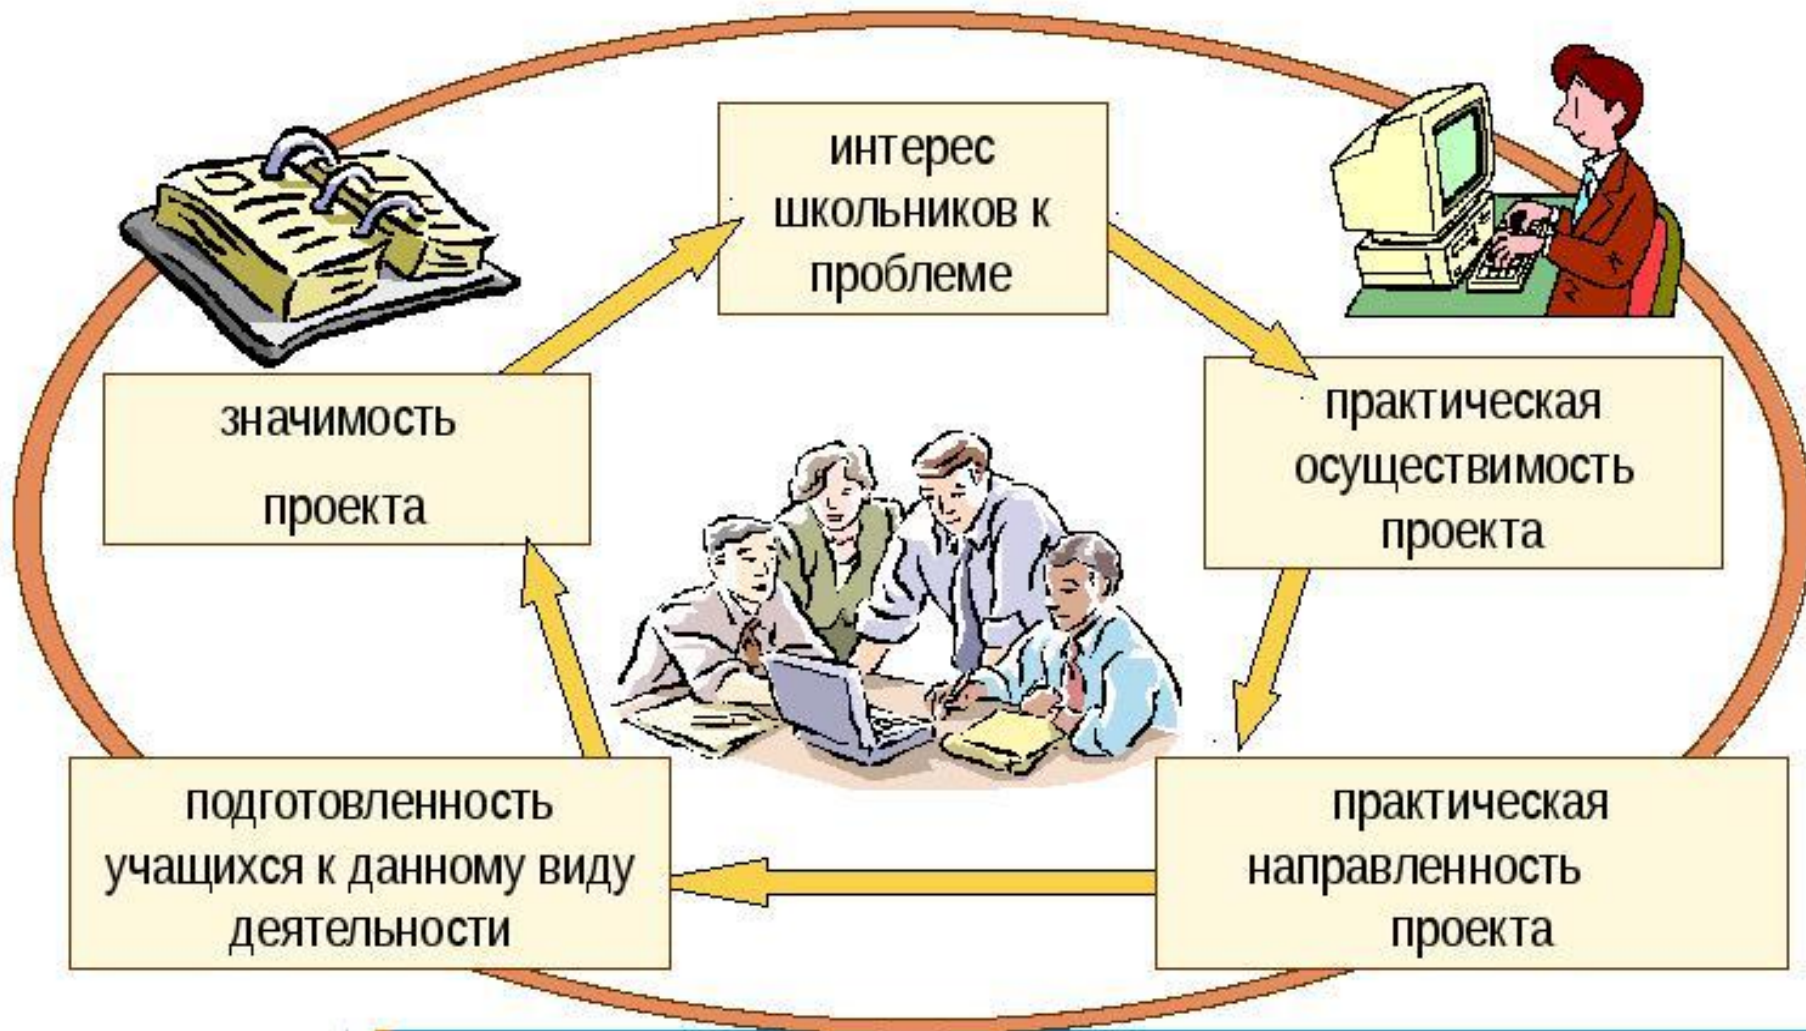 интерес
школьников к
проблеме
значимость
проекта
практическая
осуществимость
проекта
подготовленность
учащихся к данному виду
деятельности
практическая
направленность
проекта